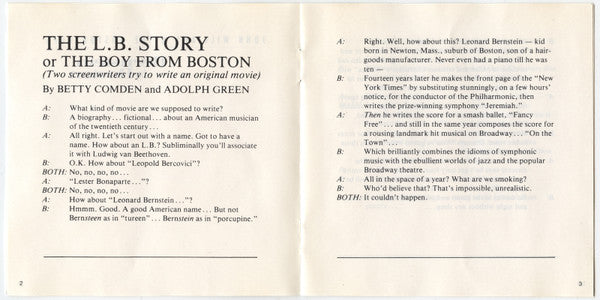 THE L.B. STORY
or THE BOY FROM BOSTON
(Two screenwriters try to write an original movie)
By BETTY COMDEN and ADOLPH GREEN
A: What kind of movie are we supposed to write?
B: A biography... fictional... about an American musician
of the twentieth century...
A: All right. Let's start out with a name. Got to have a
name. How about an L.B.? Subliminally you'll associate
it with Ludwig van Beethoven.
B: O.K. How about "Leopold Bercovici"?
BOTH: No, no, no, no...
A: "Lester Bonaparte..."?
BOTH: No, no, no, no...
A: How about "Leonard Bernstein..."?
B: Hmmm. Good. A good American name... But not
Bernsteen as in "tureen"... Bernstein as in "porcupine."
2
A: Right. Well, how about this? Leonard Bernstein — kid
born in Newton, Mass., suburb of Boston, son of a hair-
goods manufacturer. Never even had a piano till he was
ten —
B: Fourteen years later he makes the front page of the "New
York Times" by substituting stunningly, on a few hours'
notice, for the conductor of the Philharmonic, then
writes the prize-winning symphony "Jeremiah."
A: Then he writes the score for a smash ballet, "Fancy
Free"... and still in the same year composes the score for
a rousing landmark hit musical on Broadway... "On the
Town"...
B: Which brilliantly combines the idioms of symphonic
music with the ebullient worlds of jazz and the popular
Broadway theatre.
A: All in the space of a year? What are we smoking?
B: Who'd believe that? That's impossible, unrealistic.
BOTH: It couldn't happen.
3